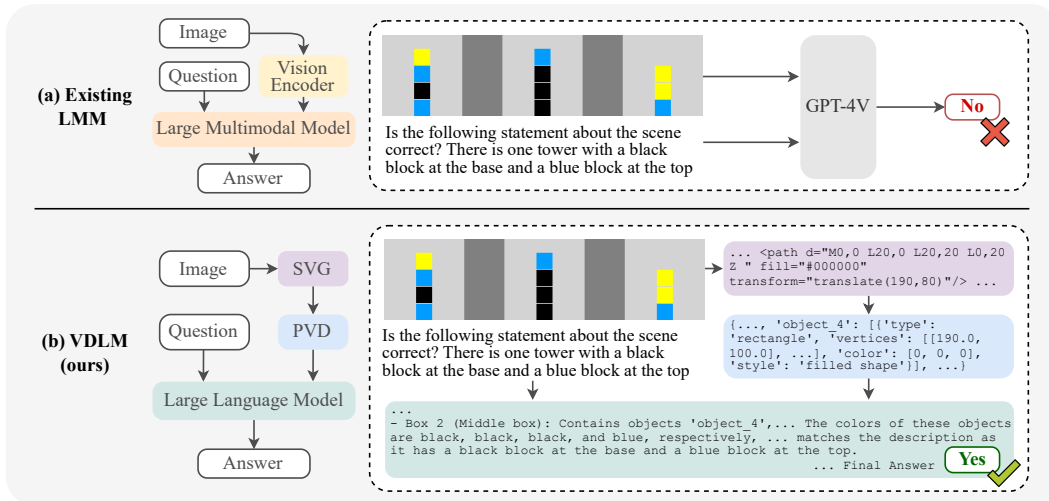 Image
Question
Vision
Encoder
(a) Existing
LMM
Large Multimodal Model
Answer
Is the following statement about the scene
correct? There is one tower with a black
block at the base and a blue block at the top
GPT-4V
No
Image
SVG
Question
PVD
(b) VDLM
(ours)
Large Language Model
Answer
Is the following statement about the scene
correct? There is one tower with a black
block at the base and a blue block at the top
... <path d="M0,0 L20,0 L20,20 L0,20
Z " fill="#000000"
transform="translate(190,80)"/> ...
{..., 'object_4': [{'type':
'rectangle', 'vertices': [[190.0,
100.0], ...], 'color': [0, 0, 0],
'style': 'filled shape'}], ...}
...
- Box 2 (Middle box): Contains objects 'object_4',... The colors of these objects
are black, black, black, and blue, respectively, ... matches the description as
it has a black block at the base and a blue block at the top.
... Final Answer
Yes